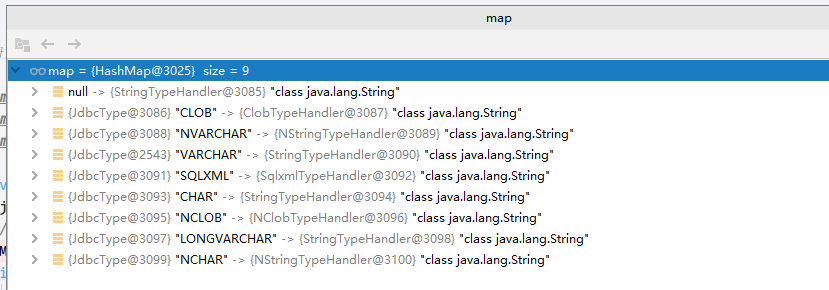 map
map = {HashMap@3025} size = 9
null -> {StringTypeHandler@3085} "class java.lang.String"
{JdbcType@3086} "CLOB" -> {ClobTypeHandler@3087} "class java.lang.String"
{JdbcType@3088} "NVARCHAR" -> {NStringTypeHandler@3089} "class java.lang.String"
{JdbcType@2543} "VARCHAR" -> {StringTypeHandler@3090} "class java.lang.String"
{JdbcType@3091} "SQLXML" -> {SqlxmlTypeHandler@3092} "class java.lang.String"
{JdbcType@3093} "CHAR" -> {StringTypeHandler@3094} "class java.lang.String"
{JdbcType@3095} "NCLOB" -> {NClobTypeHandler@3096} "class java.lang.String"
{JdbcType@3097} "LONGVARCHAR" -> {StringTypeHandler@3098} "class java.lang.String"
{JdbcType@3099} "NCHAR" -> {NStringTypeHandler@3100} "class java.lang.String"